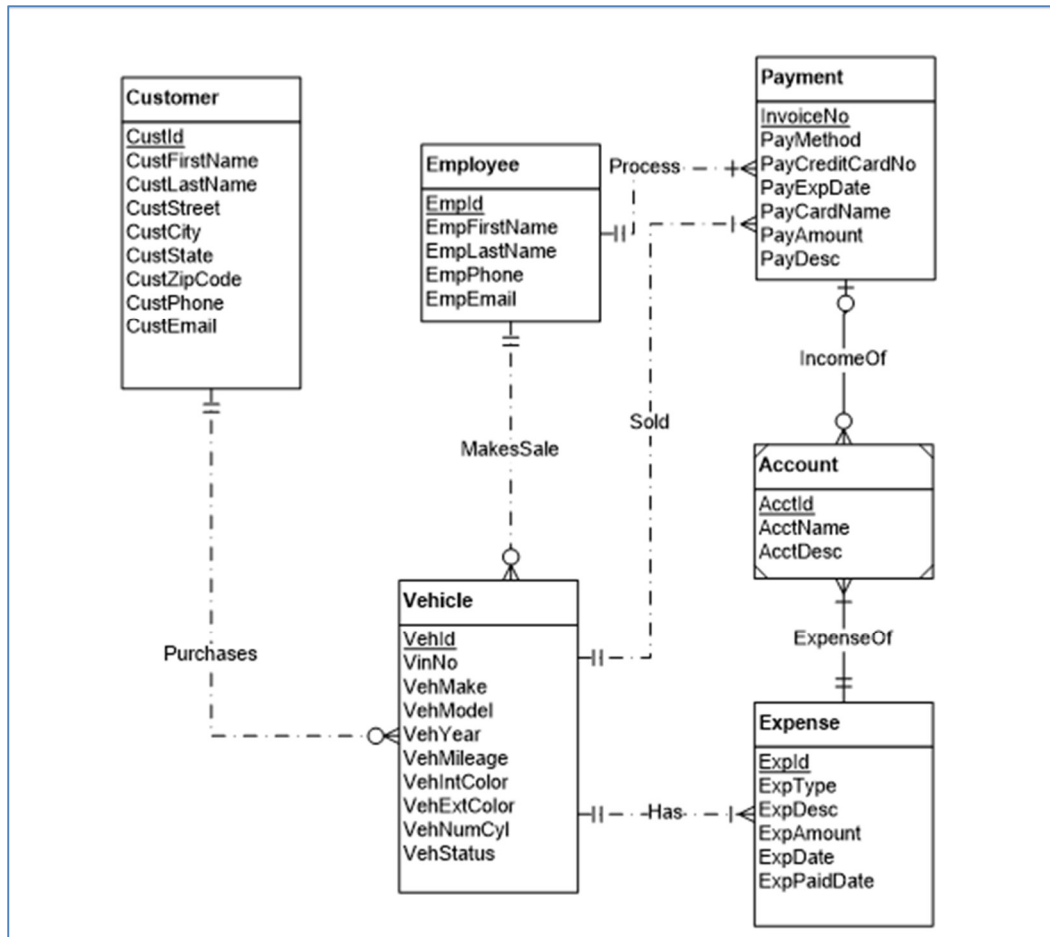 Customer
CustId
CustFirstName
CustLastName
CustStreet
CustCity
CustState
CustZipCode
CustPhone
CustEmail
Employee
EmpId
EmpFirstName
EmpLastName
EmpPhone
EmpEmail
Process
Payment
InvoiceNo
PayMethod
PayCreditCardNo
PayExpDate
PayCardName
PayAmount
PayDesc
IncomeOf
Sold
MakesSale
Account
AcctId
AcctName
AcctDesc
ExpenseOf
Purchases
Vehicle
VehId
VinNo
VehMake
VehModel
VehYear
VehMileage
VehIntColor
VehExtColor
VehNumCyl
VehStatus
Has
Expense
ExpId
ExpType
ExpDesc
ExpAmount
ExpDate
ExpPaidDate